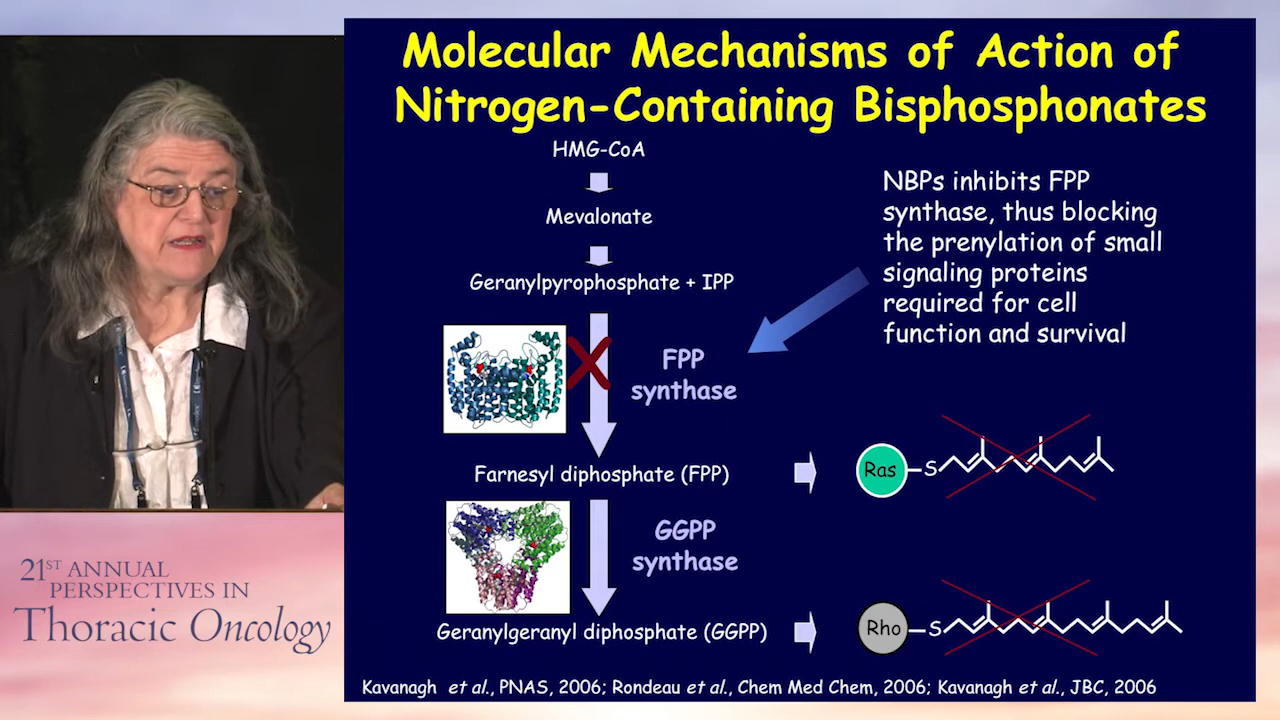 Molecular Mechanisms of Action of
Nitrogen-Containing Bisphosphonates
HMG-CoA
Mevalonate
Geranylpyrophosphate + IPP
NBPs inhibits FPP
synthase, thus blocking
the prenylation of small
signaling proteins
required for cell
function and survival
FPP
synthase
Farnesyl diphosphate (FPP)
Ras
S
GGPP
synthase
Geranylgeranyl diphosphate (GGPP)
Rho
S
Kavanagh et al., PNAS, 2006; Rondeau et al., Chem Med Chem, 2006; Kavanagh et al., JBC, 2006
21ST ANNUAL
PERSPECTIVES IN
Thoracic Oncology